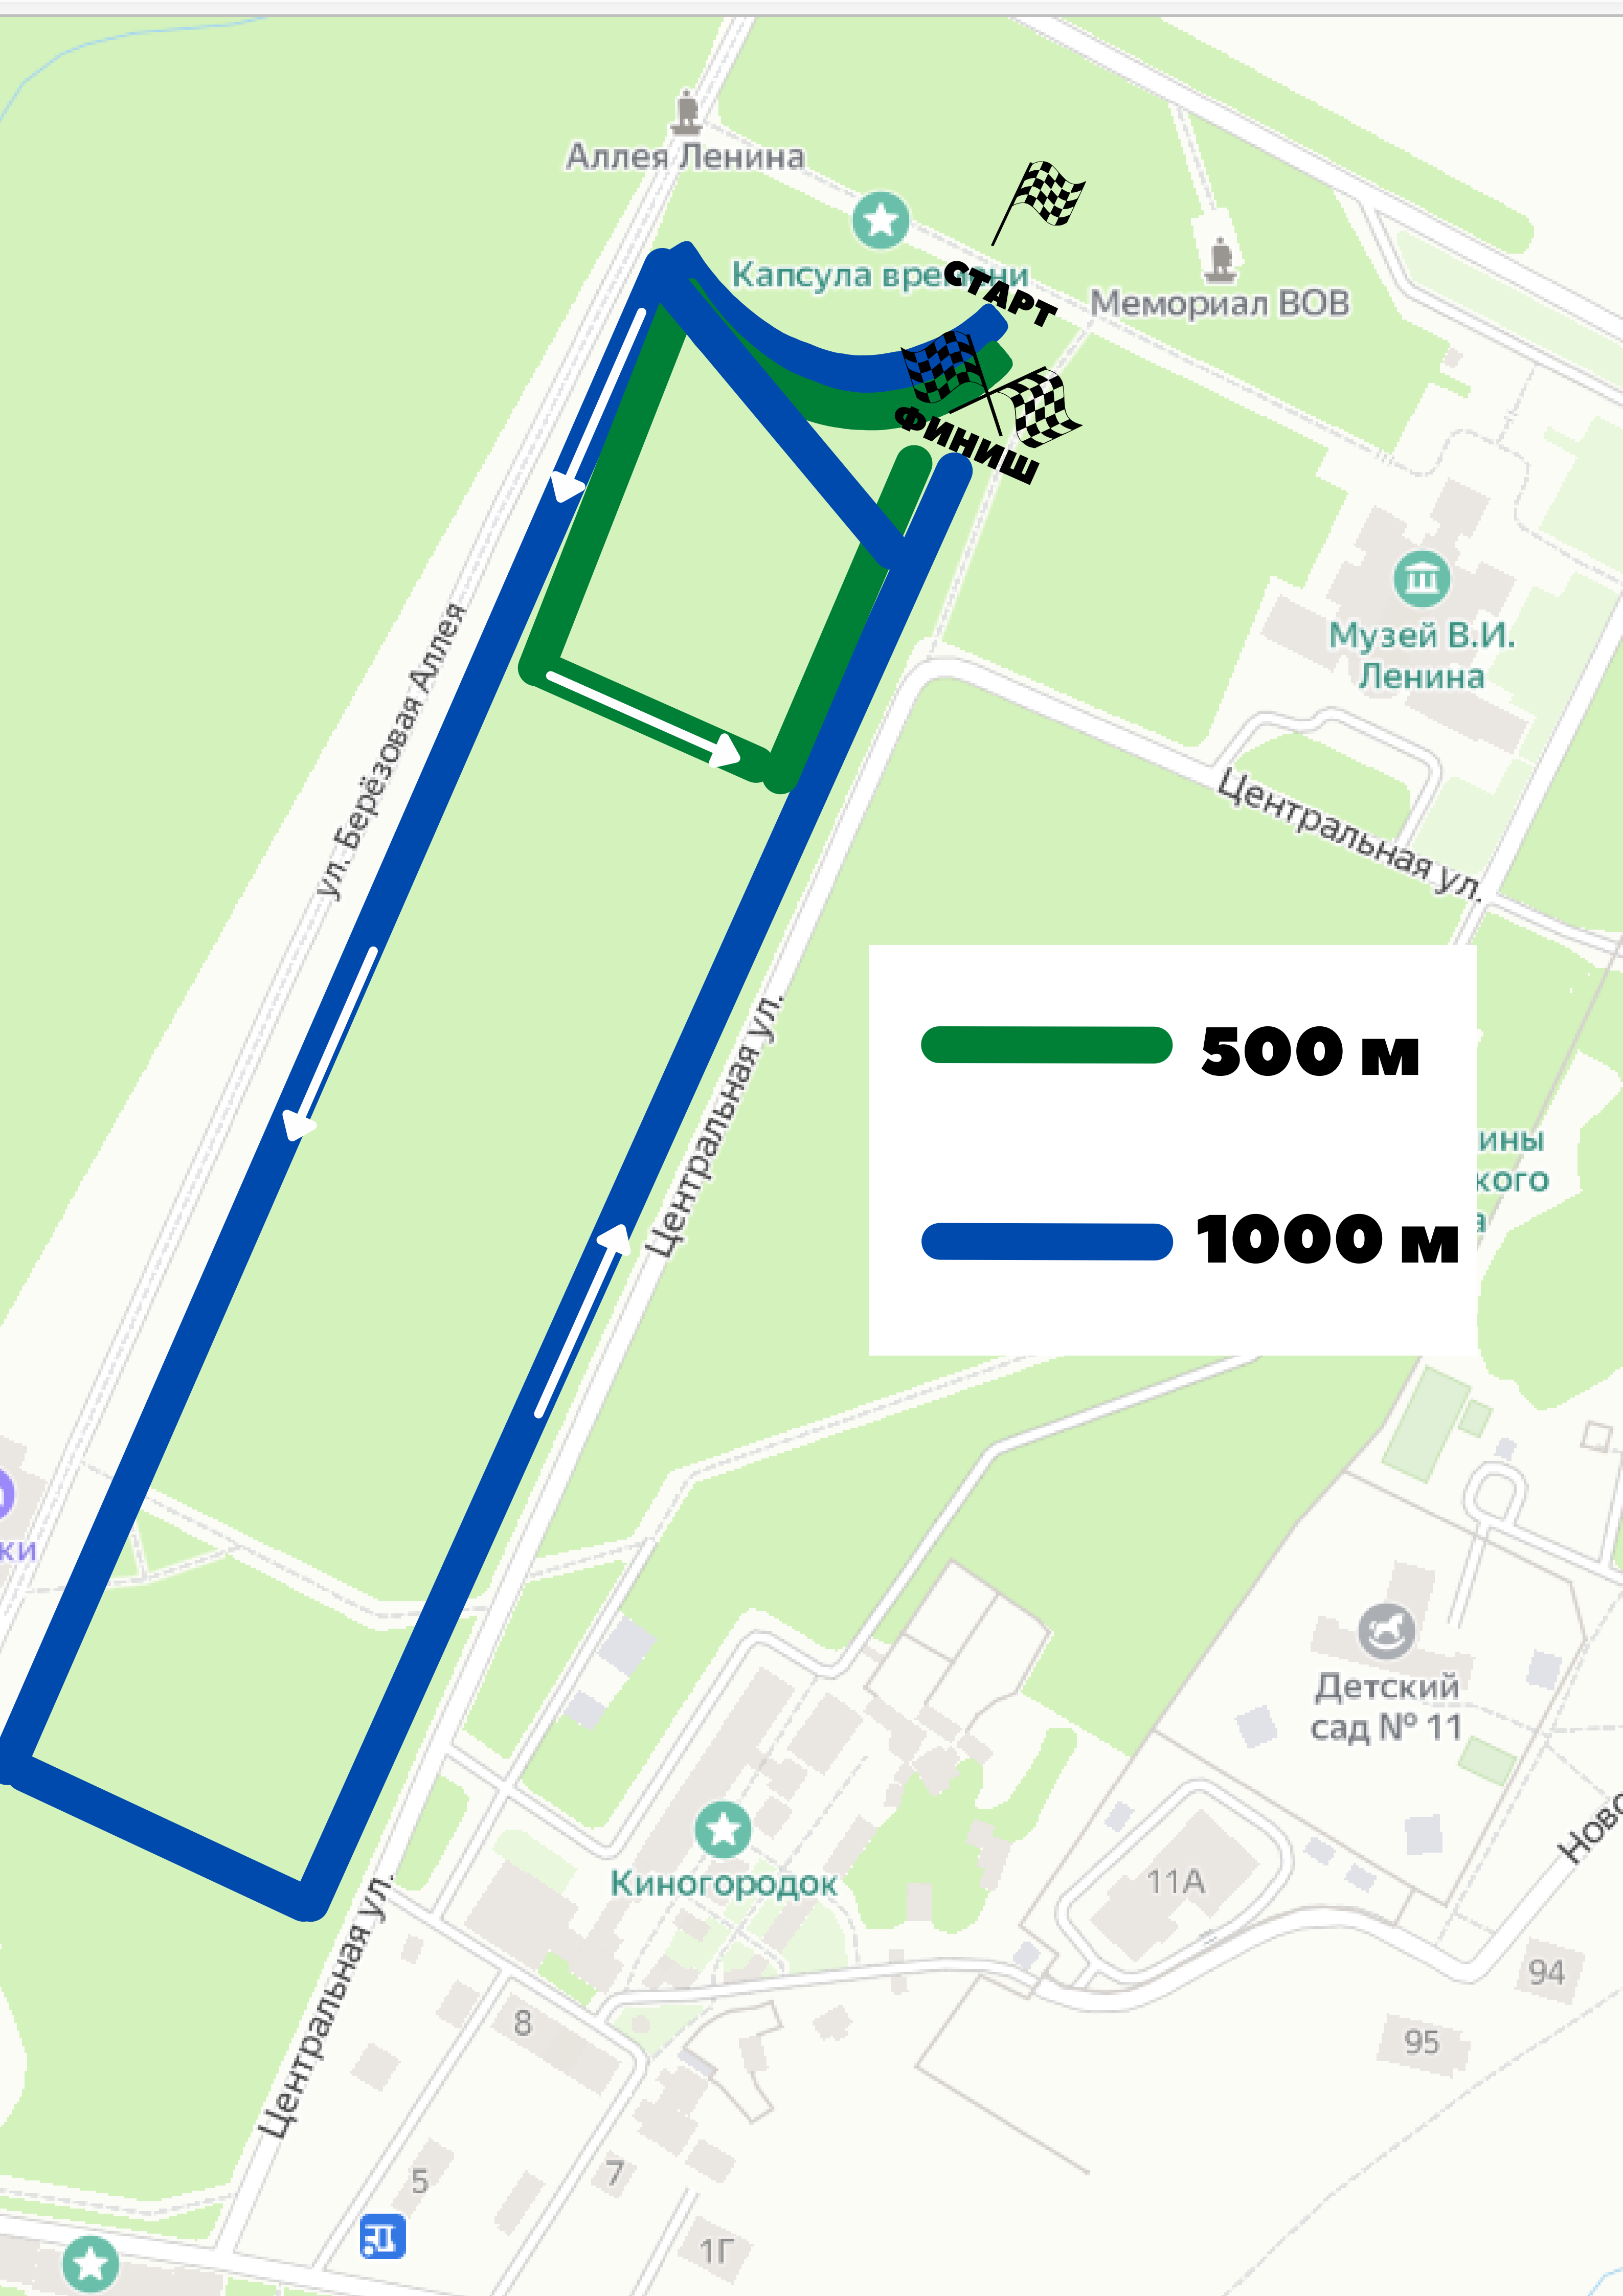 Аллея Ленина
Капсула времени
СТАРТ
Мемориал ВОВ
ФИНИШ
Музей В.И.
Ленина
ул. Берёзовая Аллея
Центральная ул.
Центральная ул.
500 м
ины
кого
а
1000 м
ки
Детский
сад № 11
Киногородок
11А
Ново
Центральная ул.
94
8
95
5
7
1Г